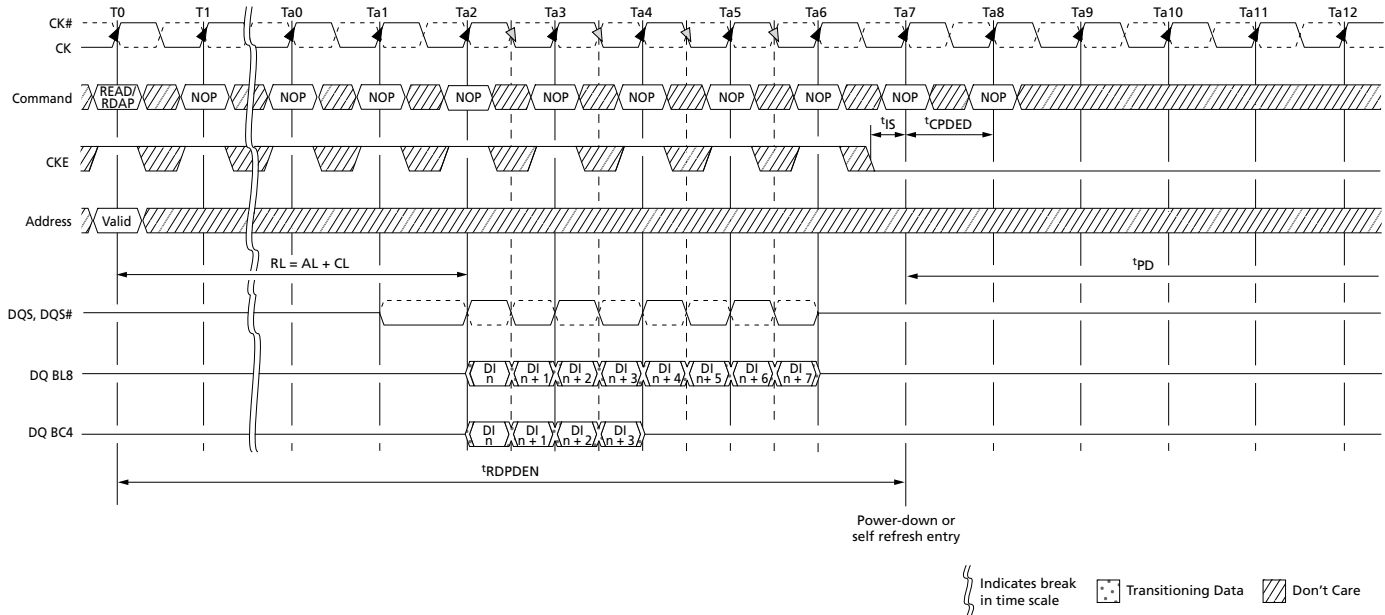 T0 T1 Ta0 Ta1 Ta2 Ta3 Ta4 Ta5 Ta6 Ta7 Ta8 Ta9 Ta10 Ta11 Ta12
CK#
CK
Command READ/ RDAP NOP NOP NOP NOP NOP NOP NOP NOP NOP NOP
tIS tCPDED
CKE
Address Valid
RL = AL + CL tPD
DQS, DQS#
DQ BL8 DI n DI n + 1 DI n + 2 DI n + 3 DI n + 4 DI n+ 5 DI n + 6 DI n + 7
DQ BC4 DI n DI n + 1 DI n + 2 DI n + 3
tRDPDEN
Power-down or
self refresh entry
Indicates break
in time scale
Transitioning Data
Don't Care